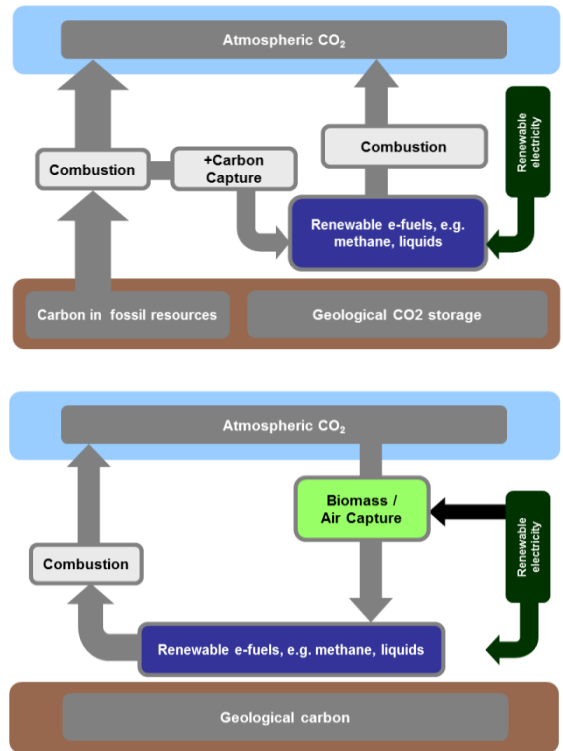 Atmospheric CO₂
Combustion
+Carbon
Capture
Combustion
Renewable
electricity
Renewable e-fuels, e.g.
methane, liquids
Carbon in fossil resources
Geological CO2 storage
Atmospheric CO₂
Biomass /
Air Capture
Combustion
Renewable
electricity
Renewable e-fuels, e.g. methane, liquids
Geological carbon